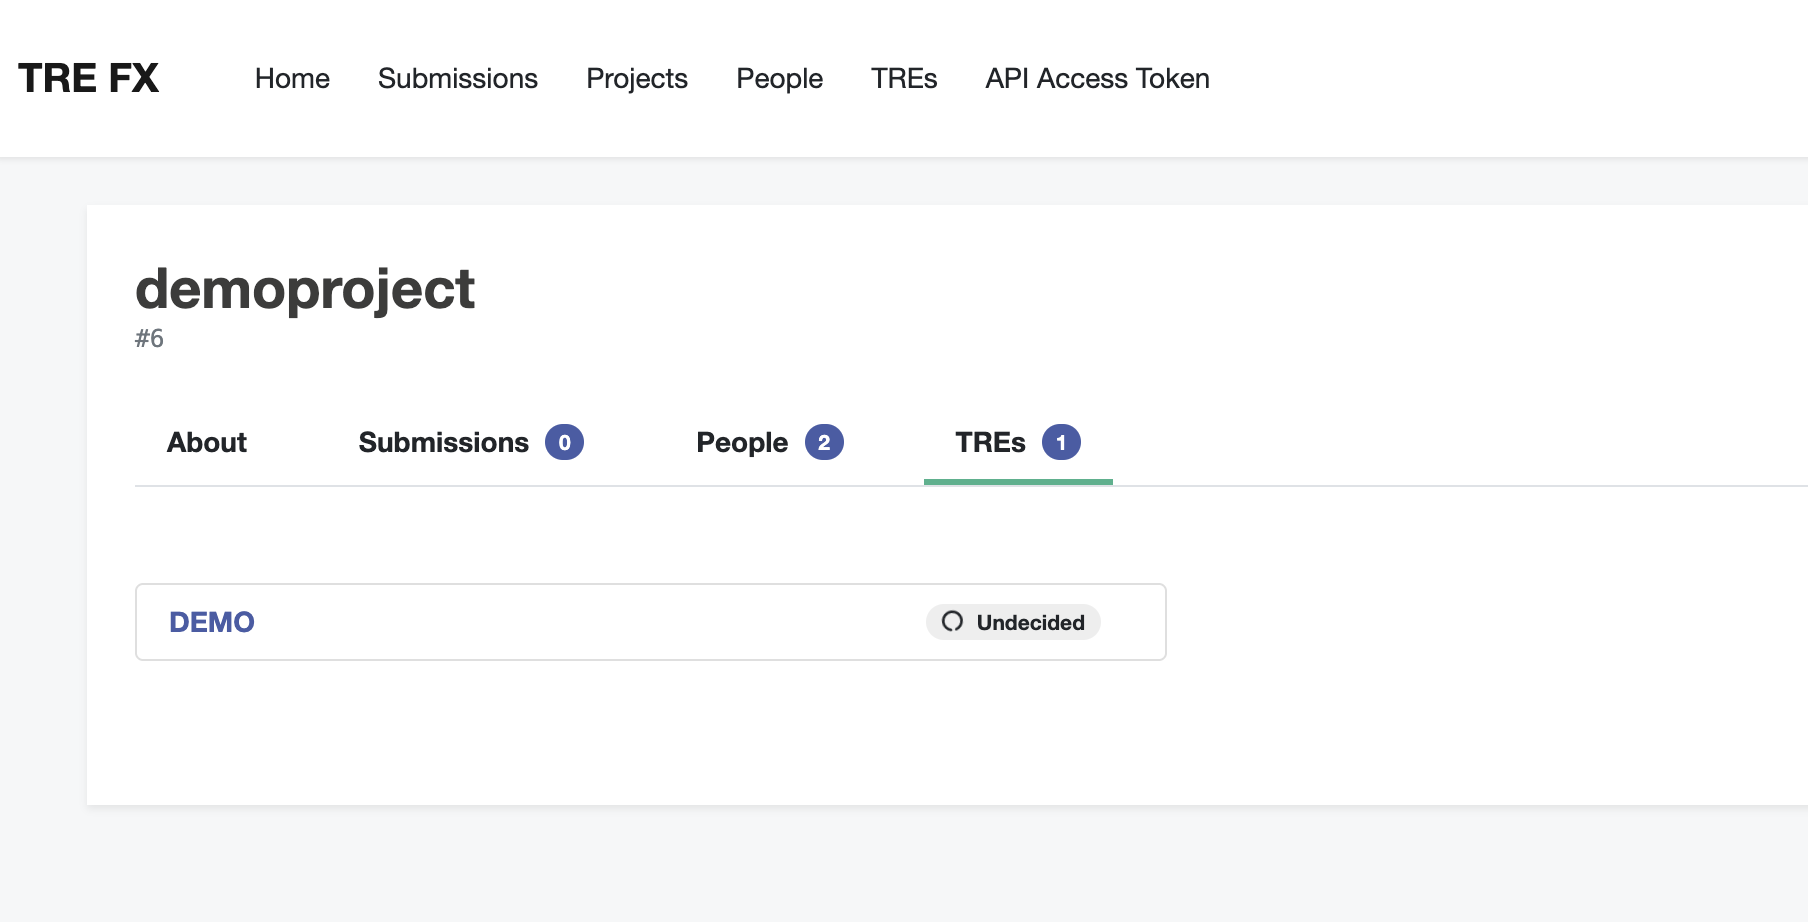 TRE FX Home Submissions Projects People TREs API Access Token
demoproject
#6
About Submissions 0 People 2 TREs 1
DEMO Undecided